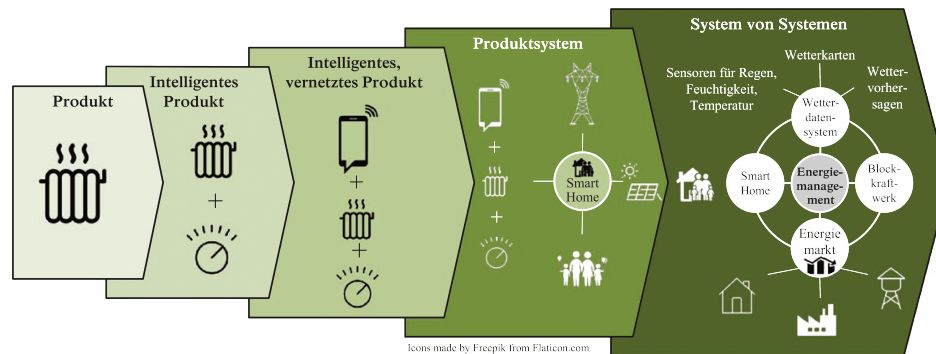 Produkt
Intelligentes
Produkt
+
Intelligentes,
vernetztes Produkt
+
+
Produktsystem
+
+
Smart
Home
System von Systemen
Wetterkarten
Sensoren für Regen,
Feuchtigkeit,
Temperatur
Wetter-
vorher-
sagen
Wetter-
daten-
system
Smart
Home
Energie-
manage-
ment
Block-
kraft-
werk
Energie
markt
Icons made by Freepik from Flaticon.com